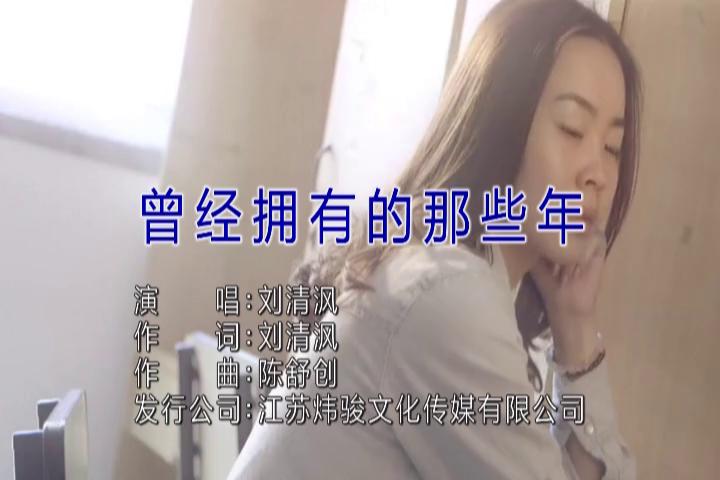 曾经拥有的那些年
演 唱:刘清沨
作 词:刘清沨
作 曲:陈舒创
发行公司:江苏炜骏文化传媒有限公司